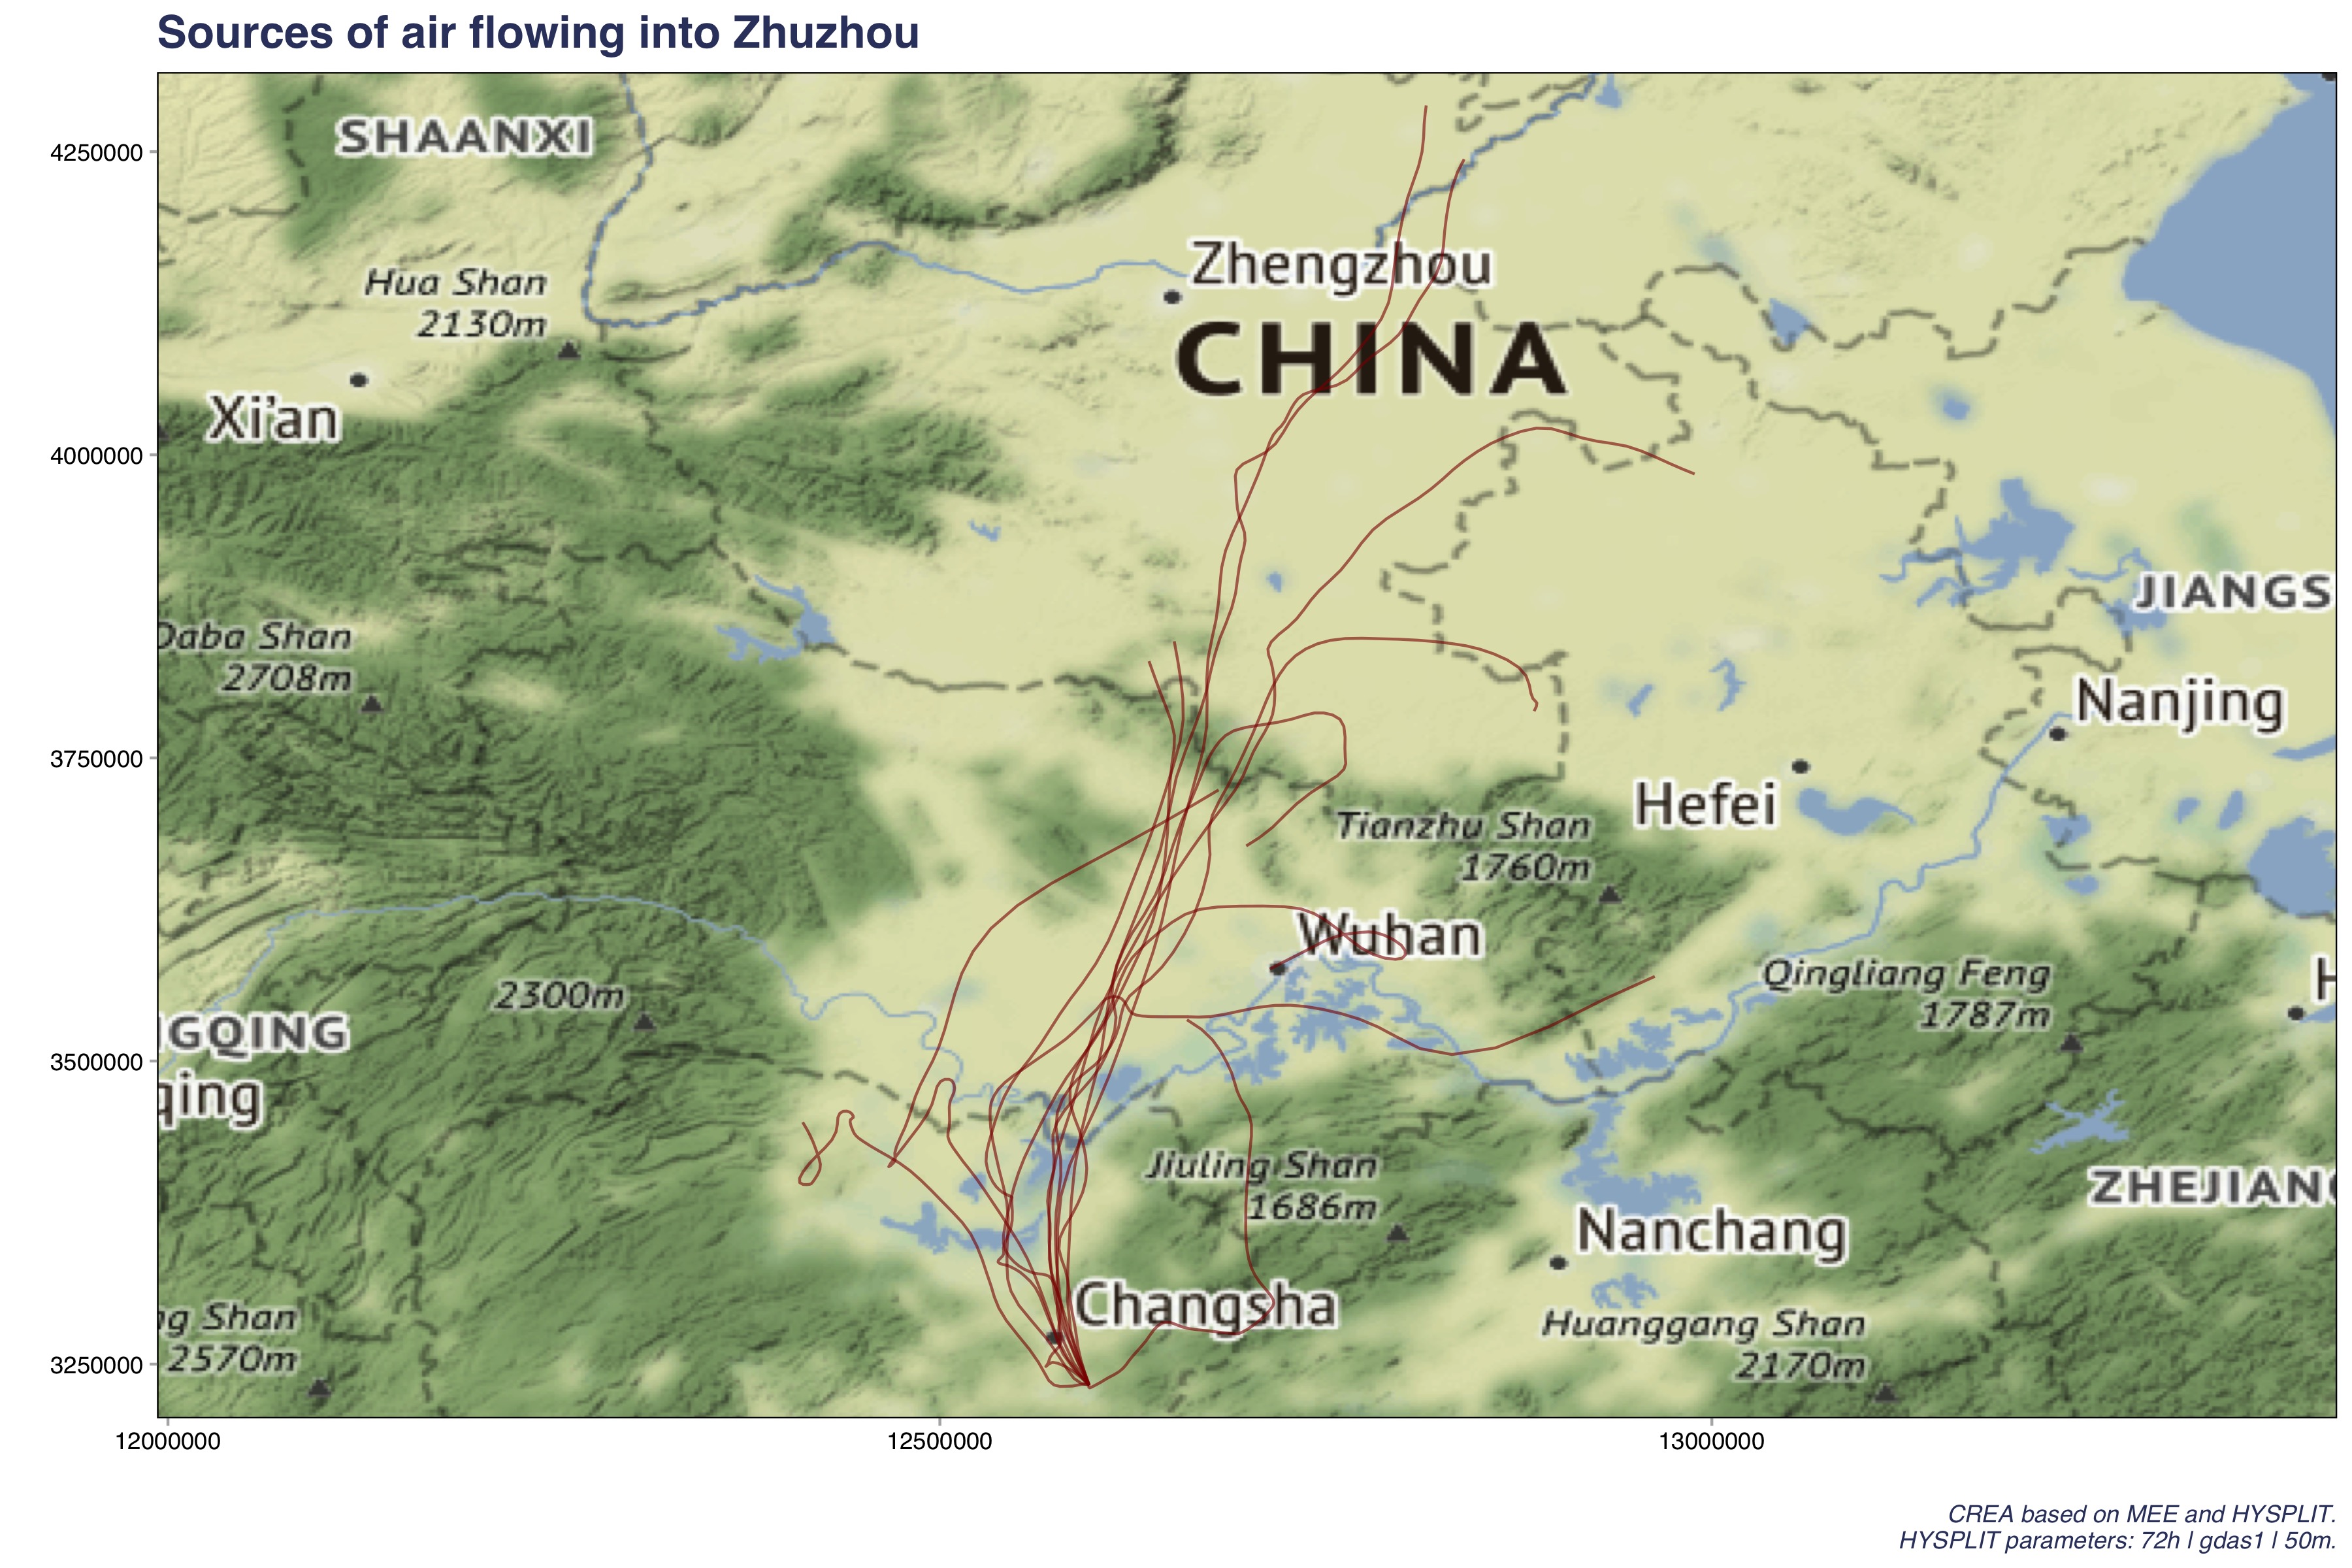 Sources of air flowing into Zhuzhou
4250000
4000000
3750000
3500000
3250000
SHAANXI
Hua Shan
2130m
Zhengzhou
CHINA
Xi'an
JIANGS
Daba Shan
2708m
Nanjing
Hefei
Tianzhu Shan
1760m
Wuhan
Qingliang Feng
1787m
H
2300m
GQING
qing
Jiuling Shan
1686m
ZHEJIANG
Nanchang
Changsha
Huanggang Shan
2170m
ng Shan
2570m
12000000
12500000
13000000
CREA based on MEE and HYSPLIT.
HYSPLIT parameters: 72h | gdas1 | 50m.